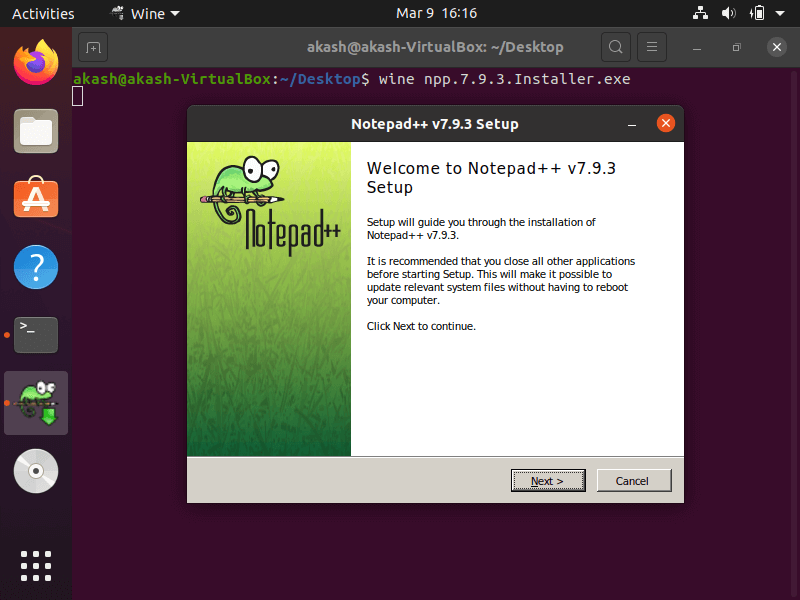 Activities Wine Mar 9 16:16
akash@akash-VirtualBox: ~/Desktop
akash@akash-VirtualBox:~/Desktop$ wine npp.7.9.3.Installer.exe
Notepad++ v7.9.3 Setup
Notepad++
Welcome to Notepad++ v7.9.3
Setup
Setup will guide you through the installation of
Notepad++ v7.9.3.
It is recommended that you close all other applications
before starting Setup. This will make it possible to
update relevant system files without having to reboot
your computer.
Click Next to continue.
Next > Cancel